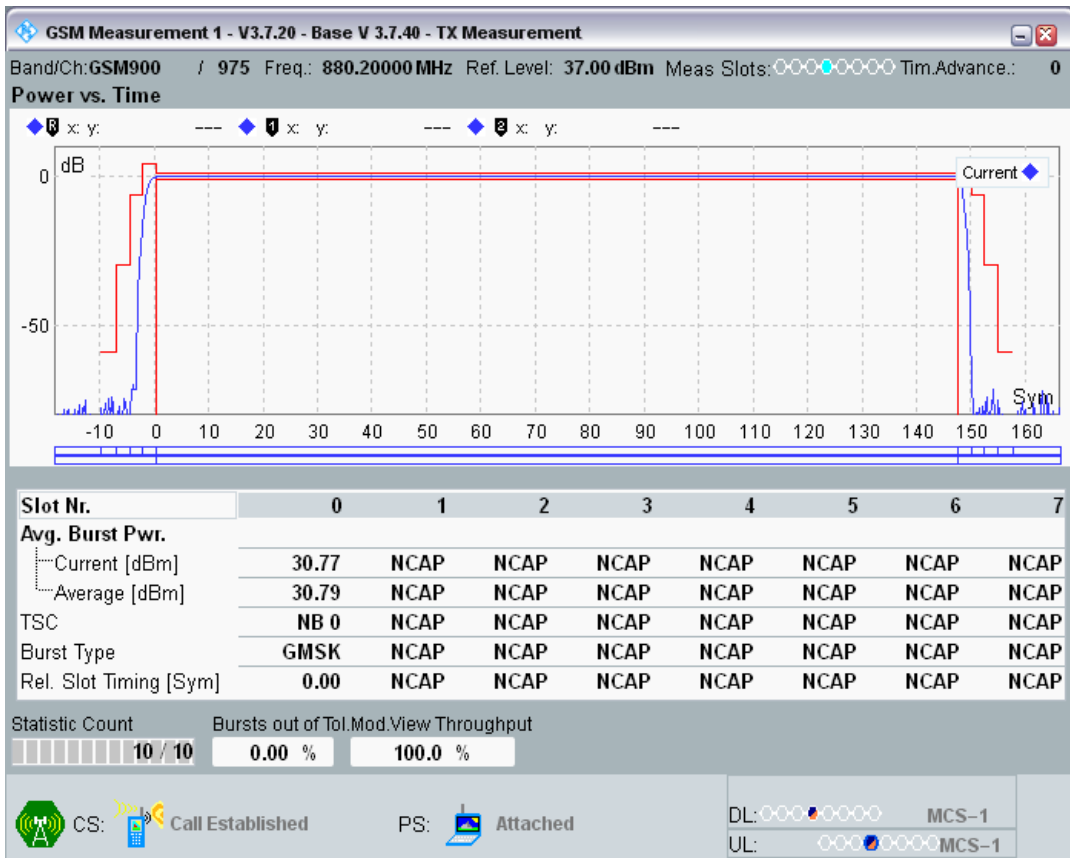 GSM Measurement 1 - V3.7.20 - Base V 3.7.40 - TX Measurement
Band/Ch:GSM900 / 975 Freq.: 880.20000 MHz Ref. Level: 37.00 dBm Meas Slots: Tim.Advance.: 0
Power vs. Time
R x: y: --- 1 x: y: --- 2 x: y: ---
dB
Current
0
-50
Sym
-10 0 10 20 30 40 50 60 70 80 90 100 110 120 130 140 150 160
Slot Nr. 0 1 2 3 4 5 6 7
Avg. Burst Pwr.
Current [dBm] 30.77 NCAP NCAP NCAP NCAP NCAP NCAP NCAP
Average [dBm] 30.79 NCAP NCAP NCAP NCAP NCAP NCAP NCAP
TSC NB 0 NCAP NCAP NCAP NCAP NCAP NCAP NCAP
Burst Type GMSK NCAP NCAP NCAP NCAP NCAP NCAP NCAP
Rel. Slot Timing [Sym] 0.00 NCAP NCAP NCAP NCAP NCAP NCAP NCAP
Statistic Count Bursts out of Tol.Mod.View Throughput
10 / 10 0.00 % 100.0 %
CS: Call Established PS: Attached
DL: MCS-1
UL: MCS-1